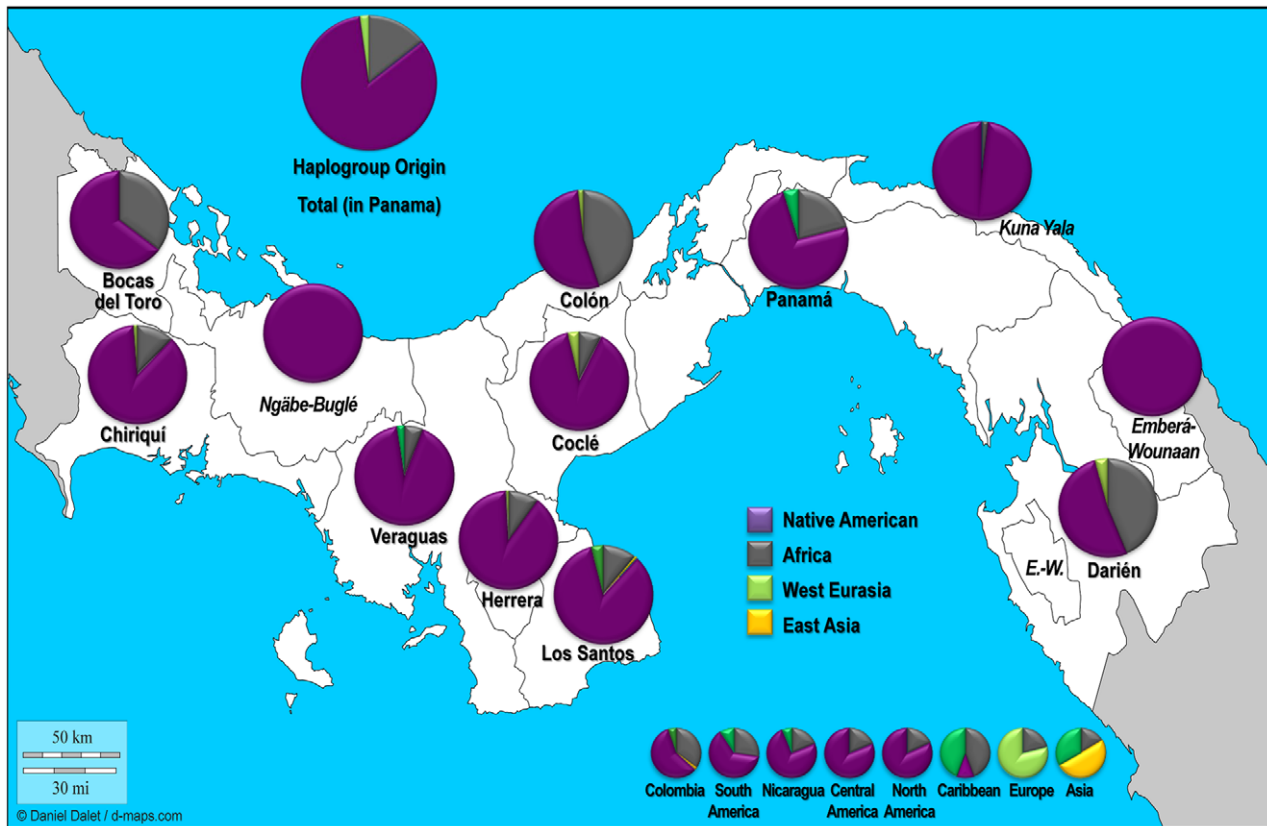 Haplogroup Origin
Total (in Panama)
Kuna Yala
Bocas
del Toro
Colón
Panamá
Ngäbe-Buglé
Chiriquí
Coclé
Emberá-
Wounaan
Veraguas
Native American
Africa
West Eurasia
East Asia
Herrera
E.-W.
Darién
Los Santos
50 km
30 mi
Colombia
South
America
Nicaragua
Central
America
North
America
Caribbean
Europe
Asia
© Daniel Dalet / d-maps.com